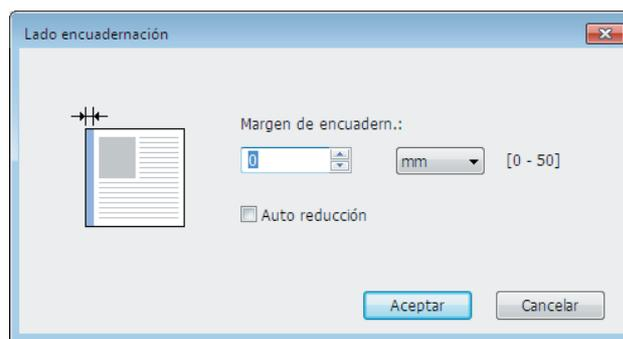 Lado encuadernación
Margen de encuadern.:
0 mm [0 - 50]
Auto reducción
Aceptar Cancelar